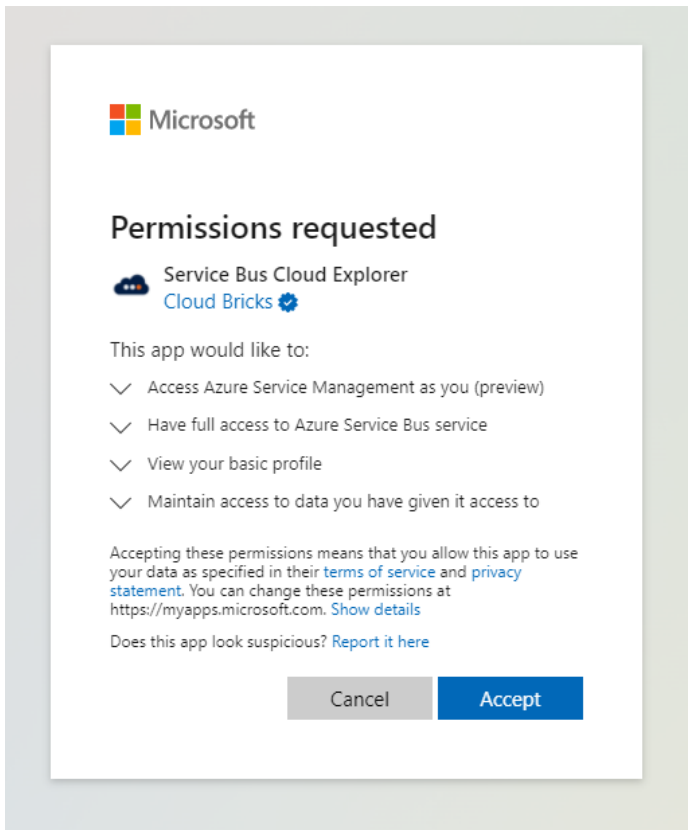 Microsoft
Permissions requested
Service Bus Cloud Explorer
Cloud Bricks
This app would like to:
Access Azure Service Management as you (preview)
Have full access to Azure Service Bus service
View your basic profile
Maintain access to data you have given it access to
Accepting these permissions means that you allow this app to use
your data as specified in their terms of service and privacy
statement. You can change these permissions at
https://myapps.microsoft.com. Show details
Does this app look suspicious? Report it here
Cancel Accept